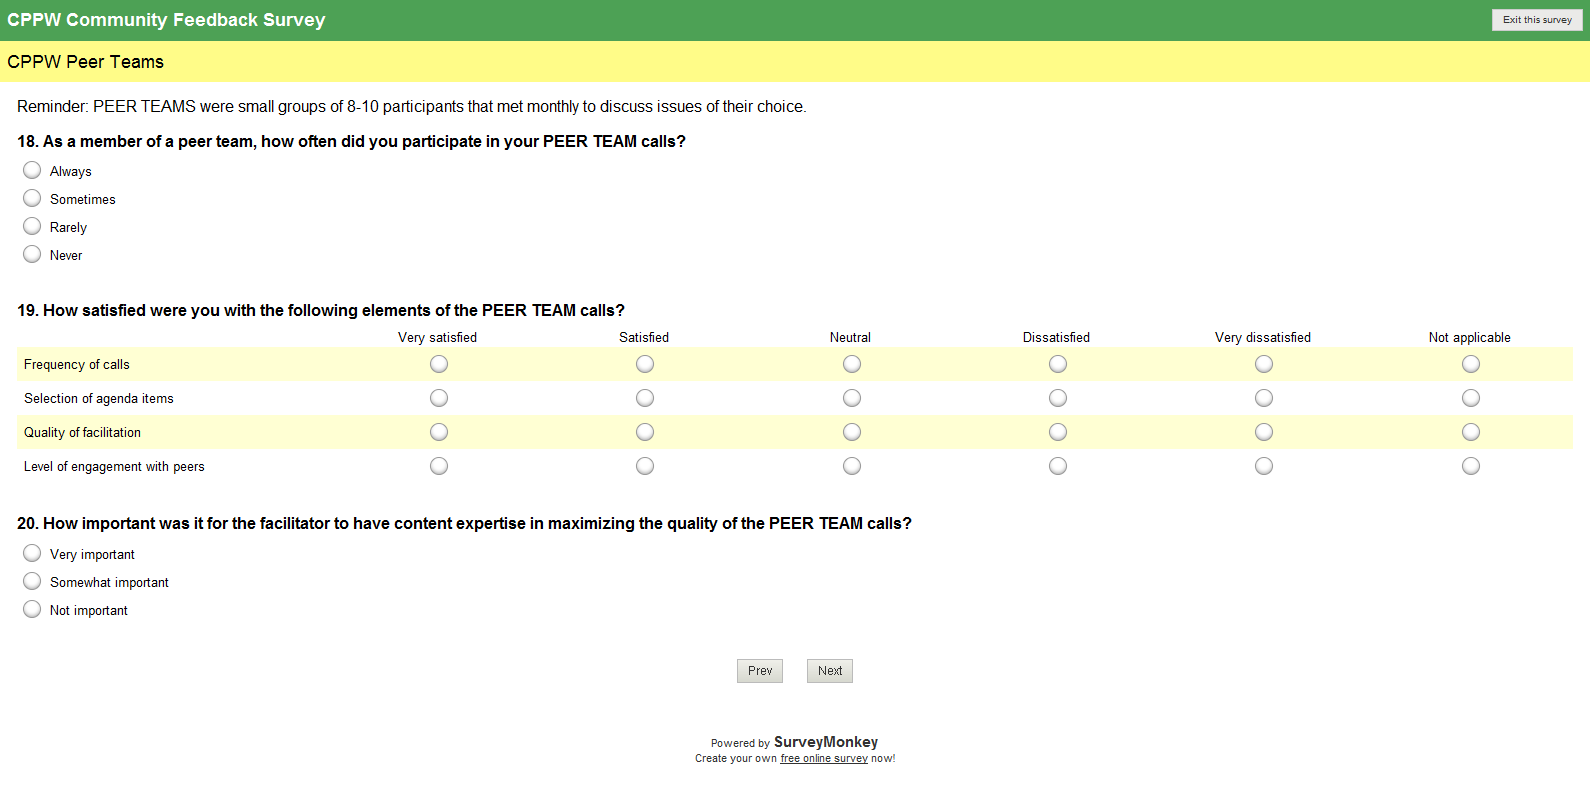 CPPW Community Feedback Survey
Exit this survey
CPPW Peer Teams
Reminder: PEER TEAMS were small groups of 8-10 participants that met monthly to discuss issues of their choice.
18. As a member of a peer team, how often did you participate in your PEER TEAM calls?
Always
Sometimes
Rarely
Never
19. How satisfied were you with the following elements of the PEER TEAM calls?
Very satisfied Satisfied Neutral Dissatisfied Very dissatisfied Not applicable
Frequency of calls
Selection of agenda items
Quality of facilitation
Level of engagement with peers
20. How important was it for the facilitator to have content expertise in maximizing the quality of the PEER TEAM calls?
Very important
Somewhat important
Not important
Prev Next
Powered by SurveyMonkey
Create your own free online survey now!